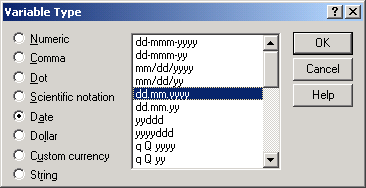 Variable Type
Numeric
Comma
Dot
Scientific notation
Date
Dollar
Custom currency
String
dd-mmm-yyyy
dd-mmm-yy
mm/dd/yyyy
mm/dd/yy
dd.mm.yyyy
dd.mm.yy
yyddd
yyyyddd
q Q yyyy
q Q yy
OK
Cancel
Help